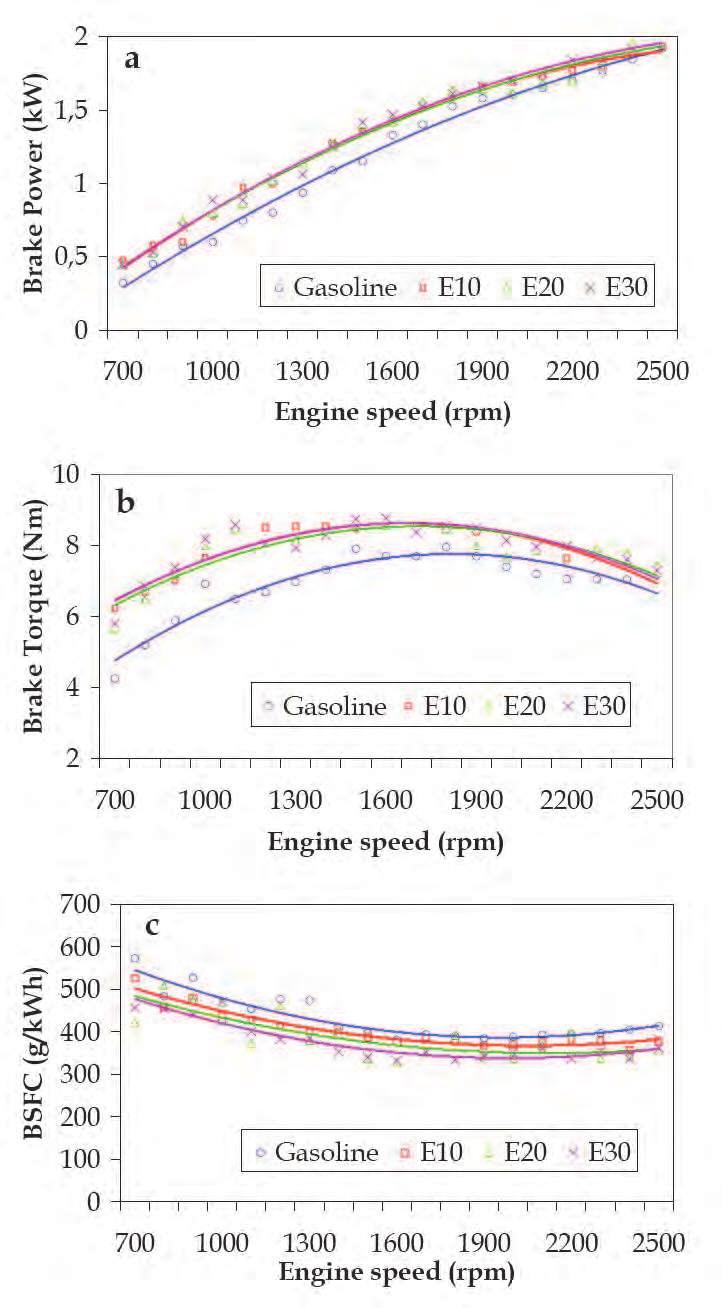 a
2
1,5
1
0,5
0
Brake Power (kW)
Gasoline E10 E20 E30
700 1000 1300 1600 1900 2200 2500
Engine speed (rpm)
b
10
8
6
4
2
Brake Torque (Nm)
Gasoline E10 E20 E30
700 1000 1300 1600 1900 2200 2500
Engine speed (rpm)
c
700
600
500
400
300
200
100
0
BSFC (g/kWh)
Gasoline E10 E20 E30
700 1000 1300 1600 1900 2200 2500
Engine speed (rpm)